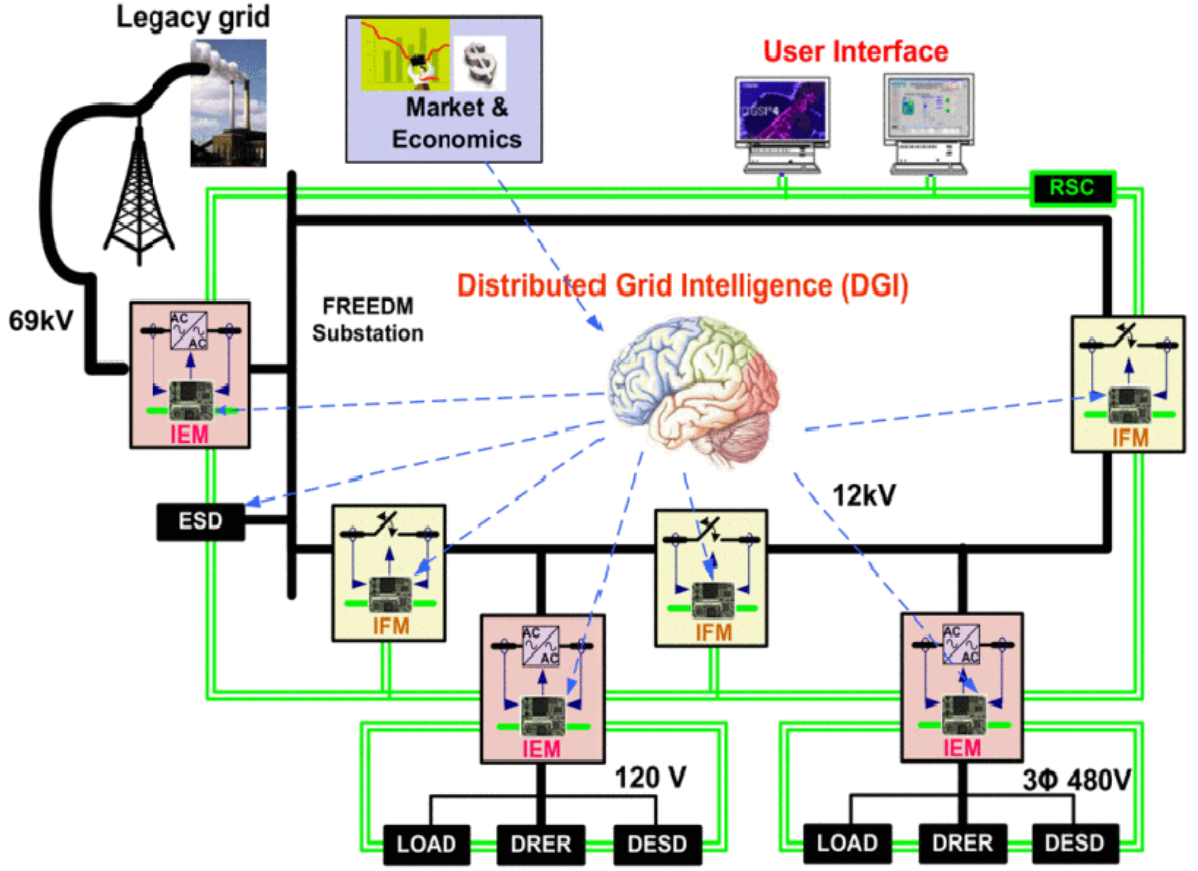 Legacy grid
Market &
Economics
User Interface
RSC
69kV
FREEDM
Substation
Distributed Grid Intelligence (DGI)
AC
AC
IEM
IFM
ESD
12kV
IFM
IFM
AC
AC
IEM
AC
AC
IEM
120 V
3Φ 480V
LOAD
DRER
DESD
LOAD
DRER
DESD